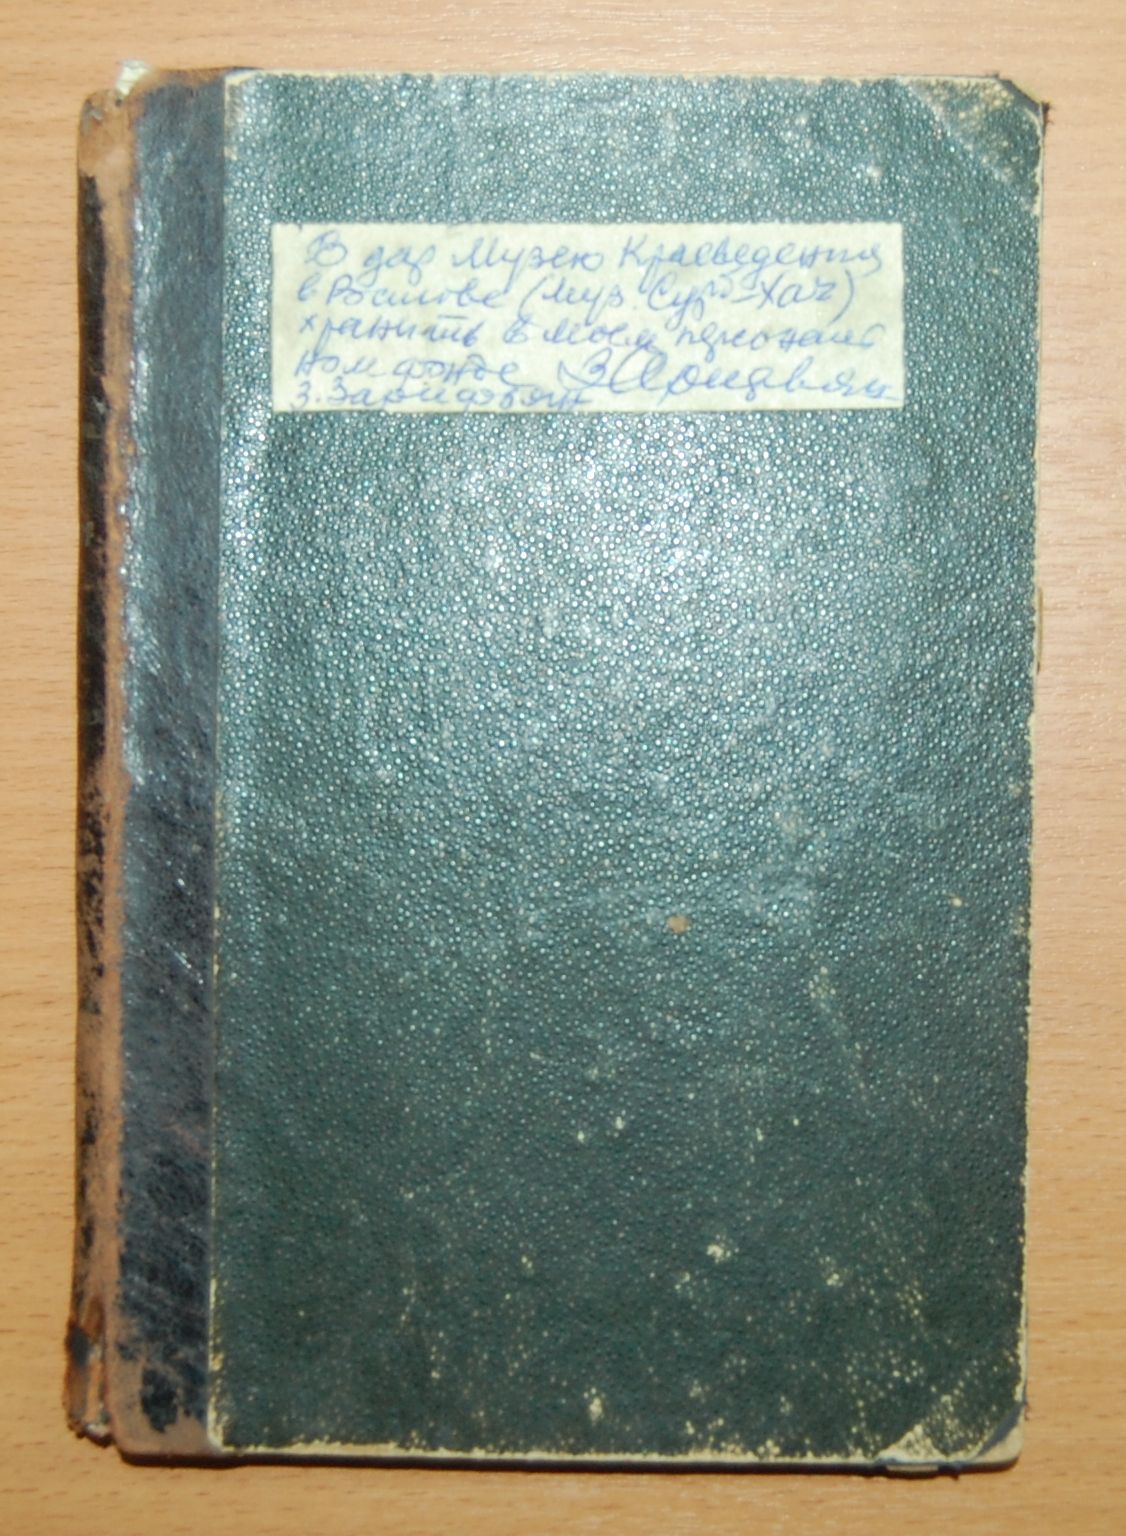 В дар Музею Краеведения
в Ростове (муз. Сурб-Хач)
хранить в моем персональ
ном фонде
З. Зарифьян